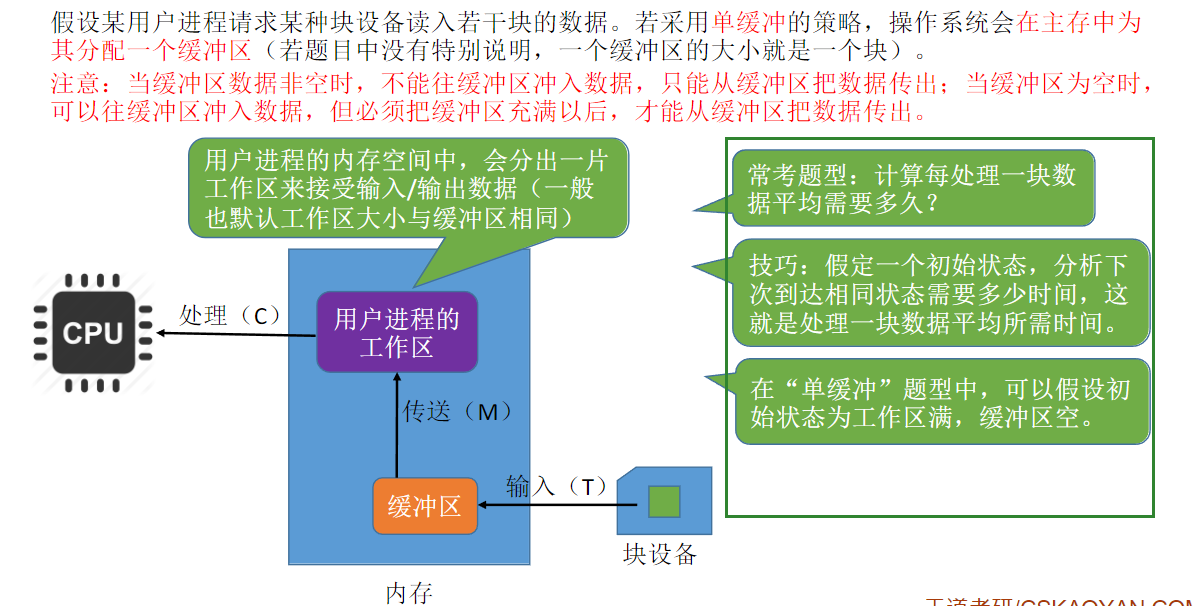 假设某用户进程请求某种块设备读入若干块的数据。若采用单缓冲的策略，操作系统会在主存中为
其分配一个缓冲区（若题目中没有特别说明，一个缓冲区的大小就是一个块）。
注意：当缓冲区数据非空时，不能往缓冲区冲入数据，只能从缓冲区把数据传出；当缓冲区为空时，
可以往缓冲区冲入数据，但必须把缓冲区充满以后，才能从缓冲区把数据传出。
用户进程的内存空间中，会分出一片
工作区来接受输入/输出数据（一般
也默认工作区大小与缓冲区相同）
常考题型：计算每处理一块数
据平均需要多久？
技巧：假定一个初始状态，分析下
次到达相同状态需要多少时间，这
就是处理一块数据平均所需时间。
在“单缓冲”题型中，可以假设初
始状态为工作区满，缓冲区空。
CPU
处理（C）
用户进程的
工作区
传送（M）
缓冲区
输入（T）
块设备
内存
王道考研/CSKAOYAN.COM